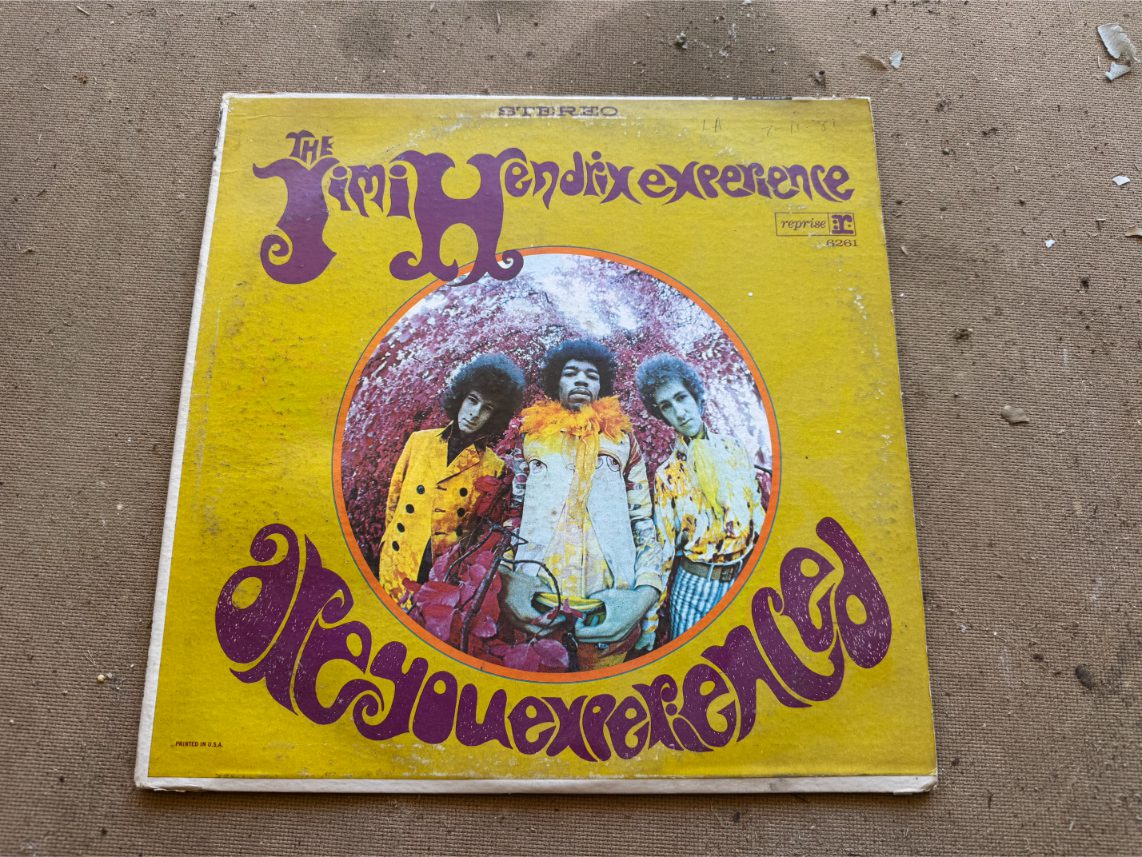 STEREO
THE
Jimi Hendrix experience
reprise r
6261
are you experienced
PRINTED IN U.S.A.